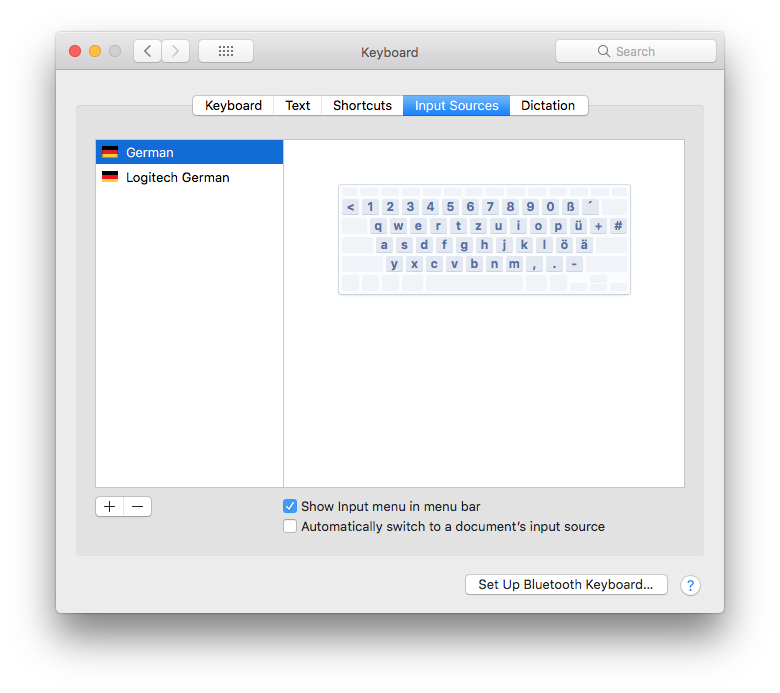 Keyboard
Search
Keyboard Text Shortcuts Input Sources Dictation
German
Logitech German
< 1 2 3 4 5 6 7 8 9 0 ß ´
q w e r t z u i o p ü + #
a s d f g h j k l ö ä
y x c v b n m , . -
Show Input menu in menu bar
Automatically switch to a document’s input source
Set Up Bluetooth Keyboard... ?